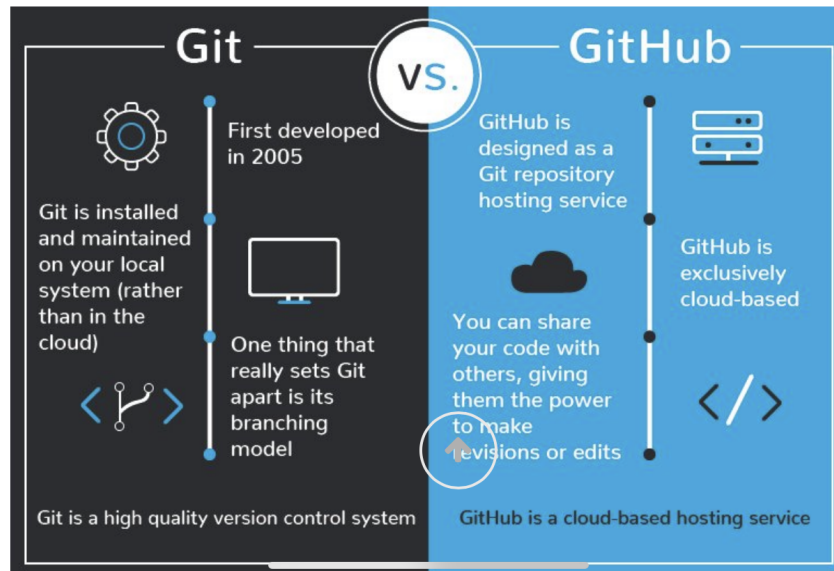 Git
VS.
GitHub
First developed
in 2005
Git is installed
and maintained
on your local
system (rather
than in the
cloud)
One thing that
really sets Git
apart is its
branching
model
Git is a high quality version control system
GitHub is
designed as a
Git repository
hosting service
GitHub is
exclusively
cloud-based
You can share
your code with
others, giving
them the power
to make
revisions or edits
GitHub is a cloud-based hosting service